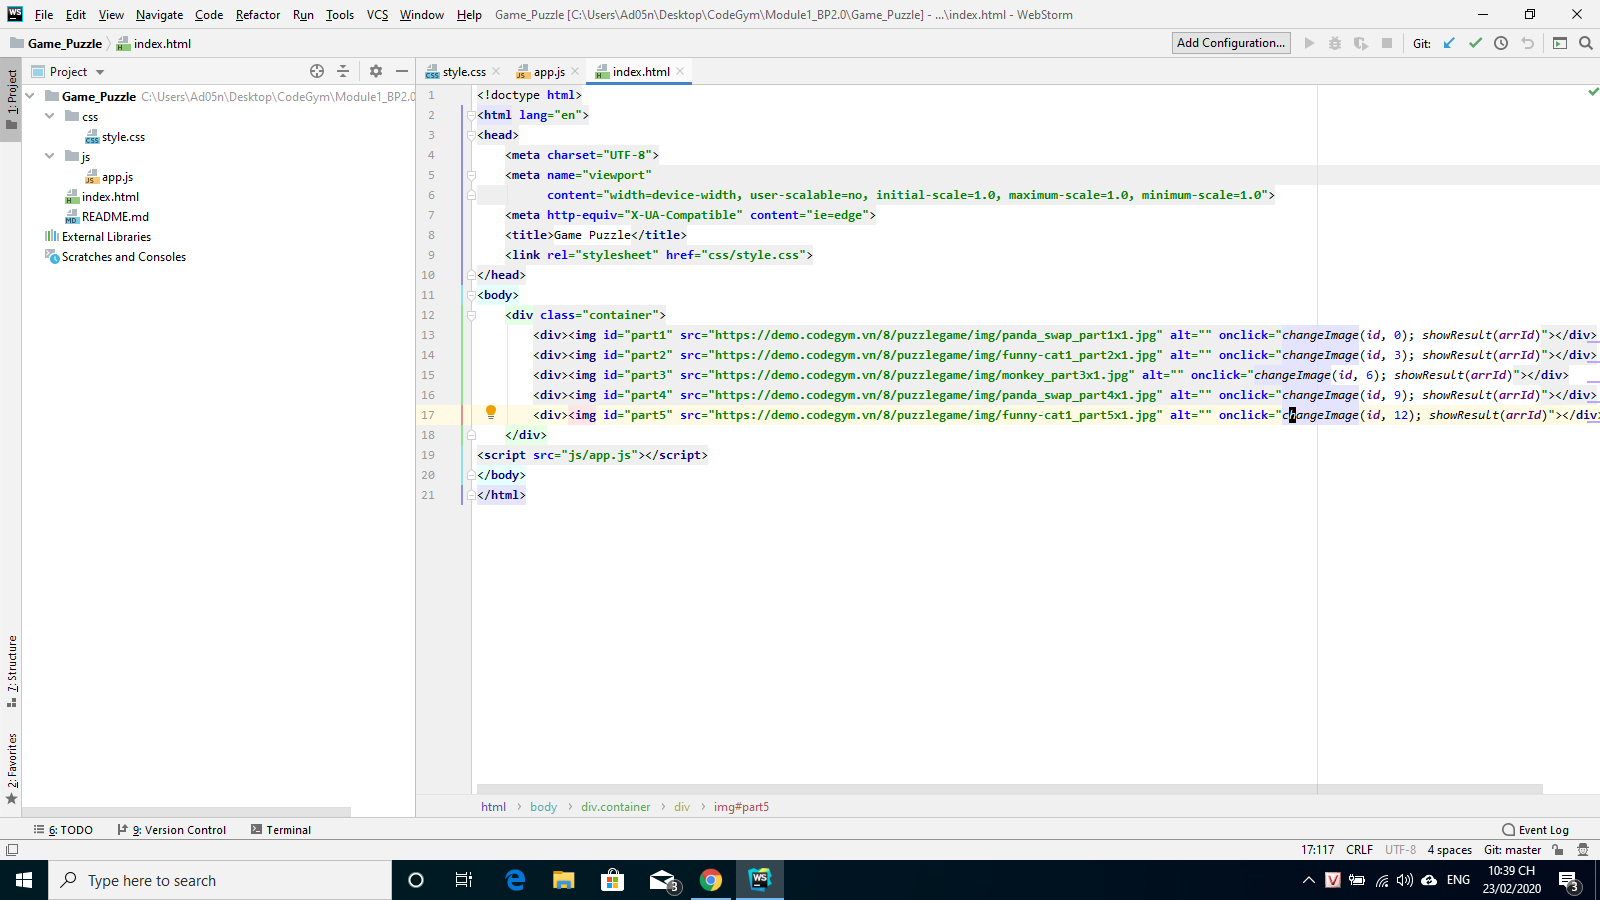 WS File Edit View Navigate Code Refactor Run Tools VCS Window Help Game_Puzzle [C:\Users\Ad05n\Desktop\CodeGym\Module1_BP2.0\Game_Puzzle] - ...\index.html - WebStorm
Game_Puzzle index.html Add Configuration... Git:
1: Project
Project
style.css app.js index.html
Game_Puzzle C:\Users\Ad05n\Desktop\CodeGym\Module1_BP2.0
css
style.css
js
app.js
index.html
README.md
External Libraries
Scratches and Consoles
1 <!doctype html>
2 <html lang="en">
3 <head>
4 <meta charset="UTF-8">
5 <meta name="viewport"
6 content="width=device-width, user-scalable=no, initial-scale=1.0, maximum-scale=1.0, minimum-scale=1.0">
7 <meta http-equiv="X-UA-Compatible" content="ie=edge">
8 <title>Game Puzzle</title>
9 <link rel="stylesheet" href="css/style.css">
10 </head>
11 <body>
12 <div class="container">
13 <div><img id="part1" src="https://demo.codegym.vn/8/puzzlegame/img/panda_swap_part1x1.jpg" alt="" onclick="changeImage(id, 0); showResult(arrId)"></div>
14 <div><img id="part2" src="https://demo.codegym.vn/8/puzzlegame/img/funny-cat1_part2x1.jpg" alt="" onclick="changeImage(id, 3); showResult(arrId)"></div>
15 <div><img id="part3" src="https://demo.codegym.vn/8/puzzlegame/img/monkey_part3x1.jpg" alt="" onclick="changeImage(id, 6); showResult(arrId)"></div>
16 <div><img id="part4" src="https://demo.codegym.vn/8/puzzlegame/img/panda_swap_part4x1.jpg" alt="" onclick="changeImage(id, 9); showResult(arrId)"></div>
17 <div><img id="part5" src="https://demo.codegym.vn/8/puzzlegame/img/funny-cat1_part5x1.jpg" alt="" onclick="changeImage(id, 12); showResult(arrId)"></div>
18 </div>
19 <script src="js/app.js"></script>
20 </body>
21 </html>
7: Structure
2: Favorites
html body div.container div img#part5
6: TODO 9: Version Control Terminal Event Log
17:117 CRLF UTF-8 4 spaces Git: master
Type here to search
3
WS
V
ENG
10:39 CH
23/02/2020
3